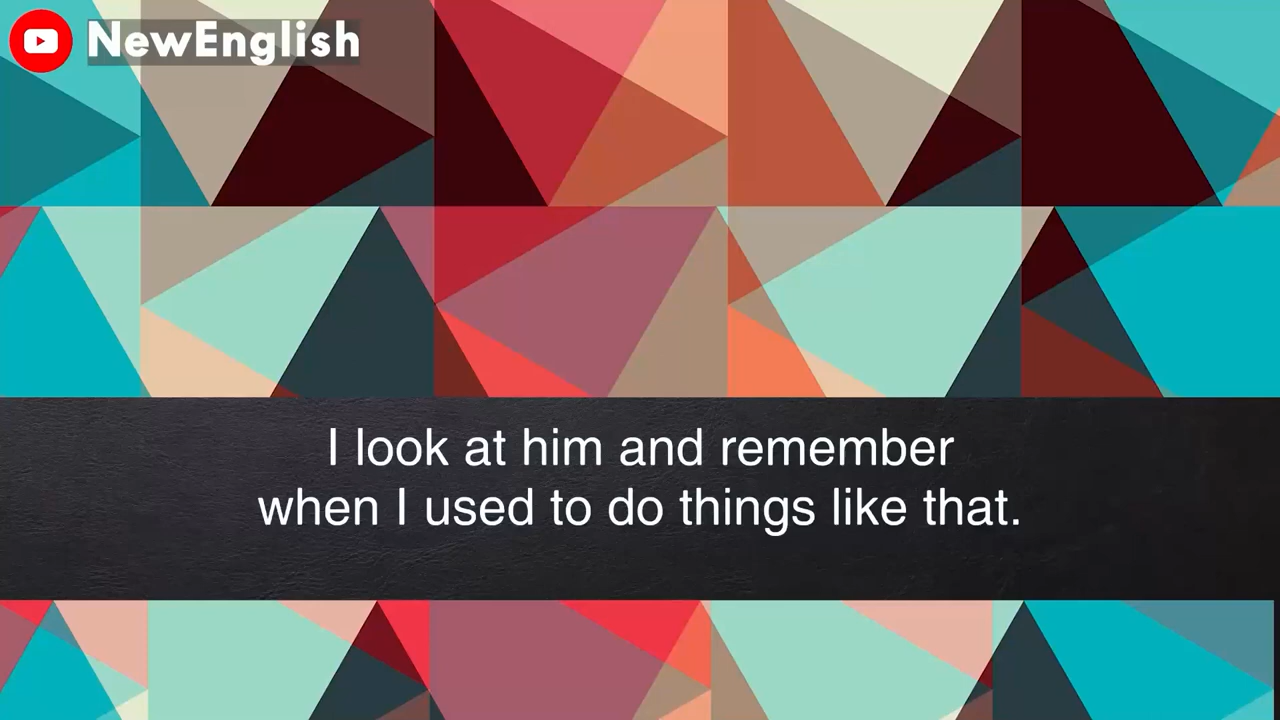 NewEnglish
I look at him and remember
when I used to do things like that.